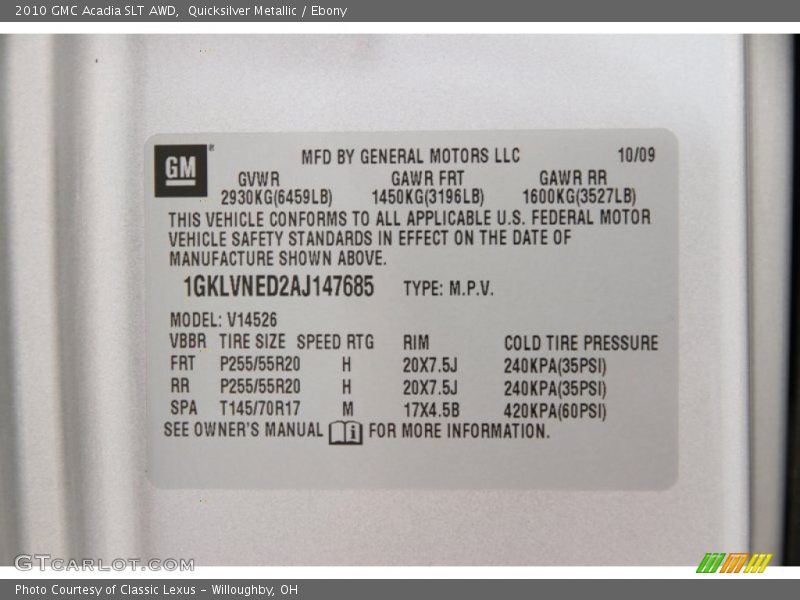 2010 GMC Acadia SLT AWD,  Quicksilver Metallic / Ebony
GM ®
MFD BY GENERAL MOTORS LLC 10/09
GVWR GAWR FRT GAWR RR
2930KG(6459LB) 1450KG(3196LB) 1600KG(3527LB)
THIS VEHICLE CONFORMS TO ALL APPLICABLE U.S. FEDERAL MOTOR
VEHICLE SAFETY STANDARDS IN EFFECT ON THE DATE OF
MANUFACTURE SHOWN ABOVE.
1GKLVNED2AJ147685 TYPE: M.P.V.
MODEL: V14526
VBBR TIRE SIZE SPEED RTG RIM COLD TIRE PRESSURE
FRT P255/55R20 H 20X7.5J 240KPA(35PSI)
RR P255/55R20 H 20X7.5J 240KPA(35PSI)
SPA T145/70R17 M 17X4.5B 420KPA(60PSI)
SEE OWNER'S MANUAL i FOR MORE INFORMATION.
GTCARLOT.COM
Photo Courtesy of Classic Lexus - Willoughby, OH